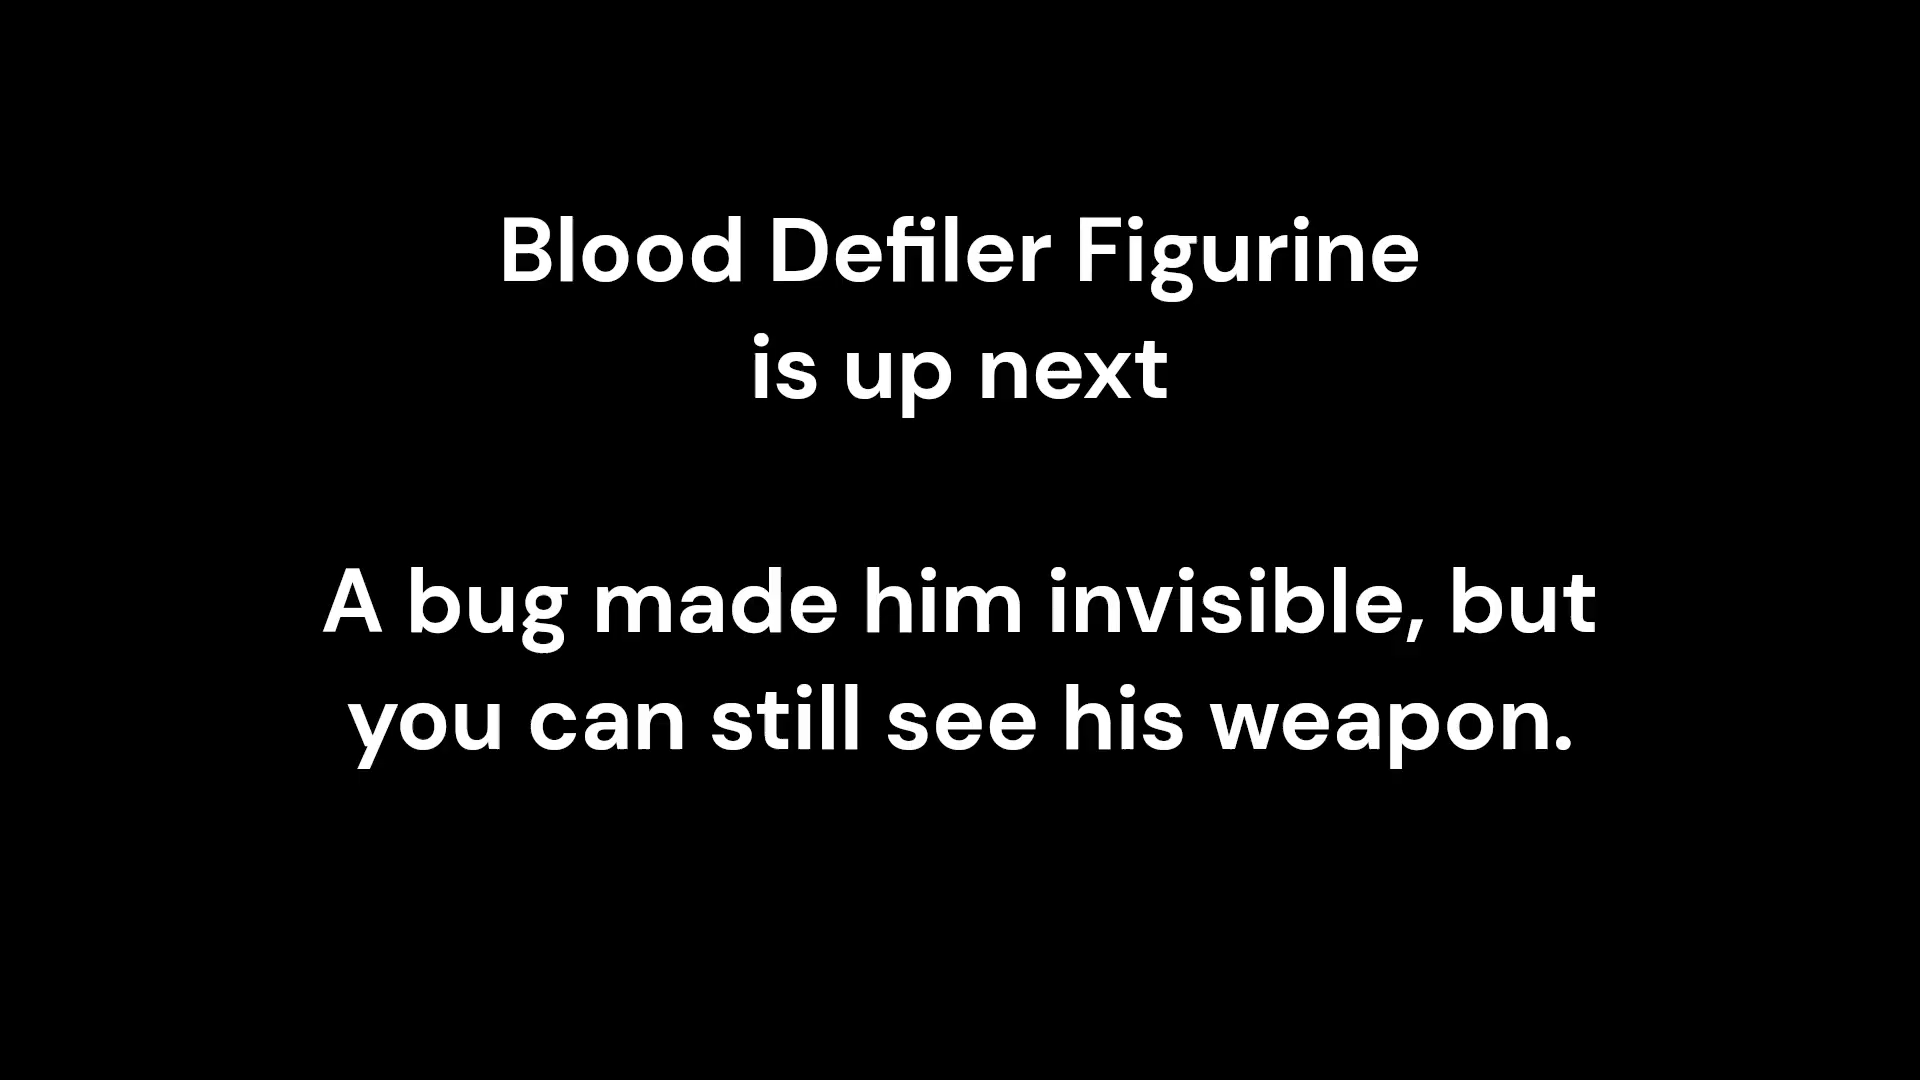 Blood Defiler Figurine
is up next
A bug made him invisible, but
you can still see his weapon.